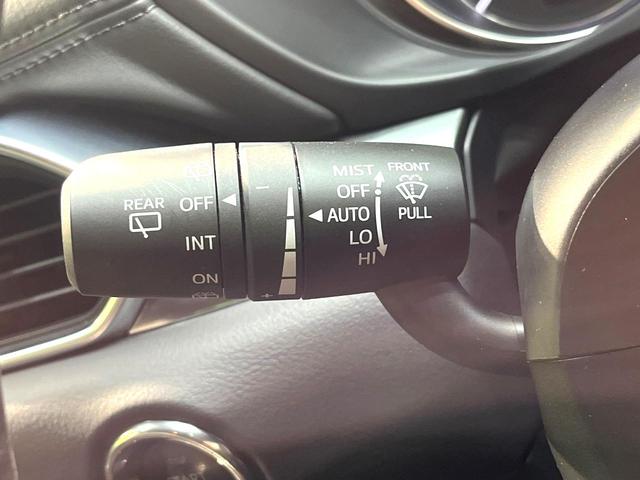 REAR
OFF
INT
ON
−
+
MIST
OFF
AUTO
LO
HI
FRONT
PULL